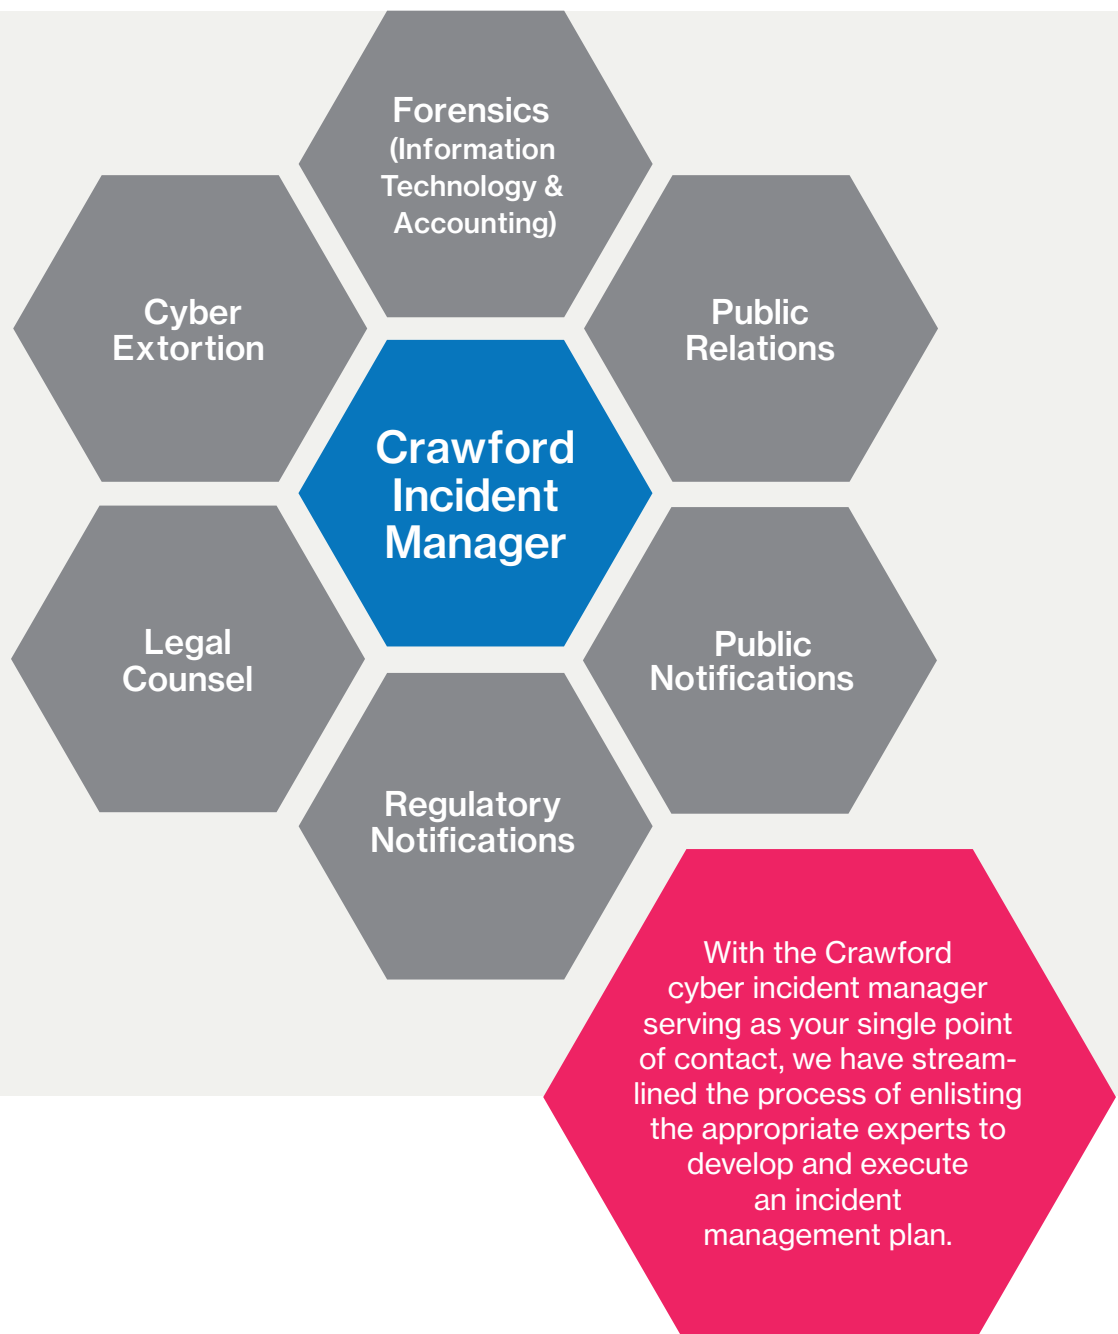 Forensics
(Information
Technology &
Accounting)
Cyber
Extortion
Public
Relations
Crawford
Incident
Manager
Legal
Counsel
Public
Notifications
Regulatory
Notifications
With the Crawford
cyber incident manager
serving as your single point
of contact, we have stream-
lined the process of enlisting
the appropriate experts to
develop and execute
an incident
management plan.